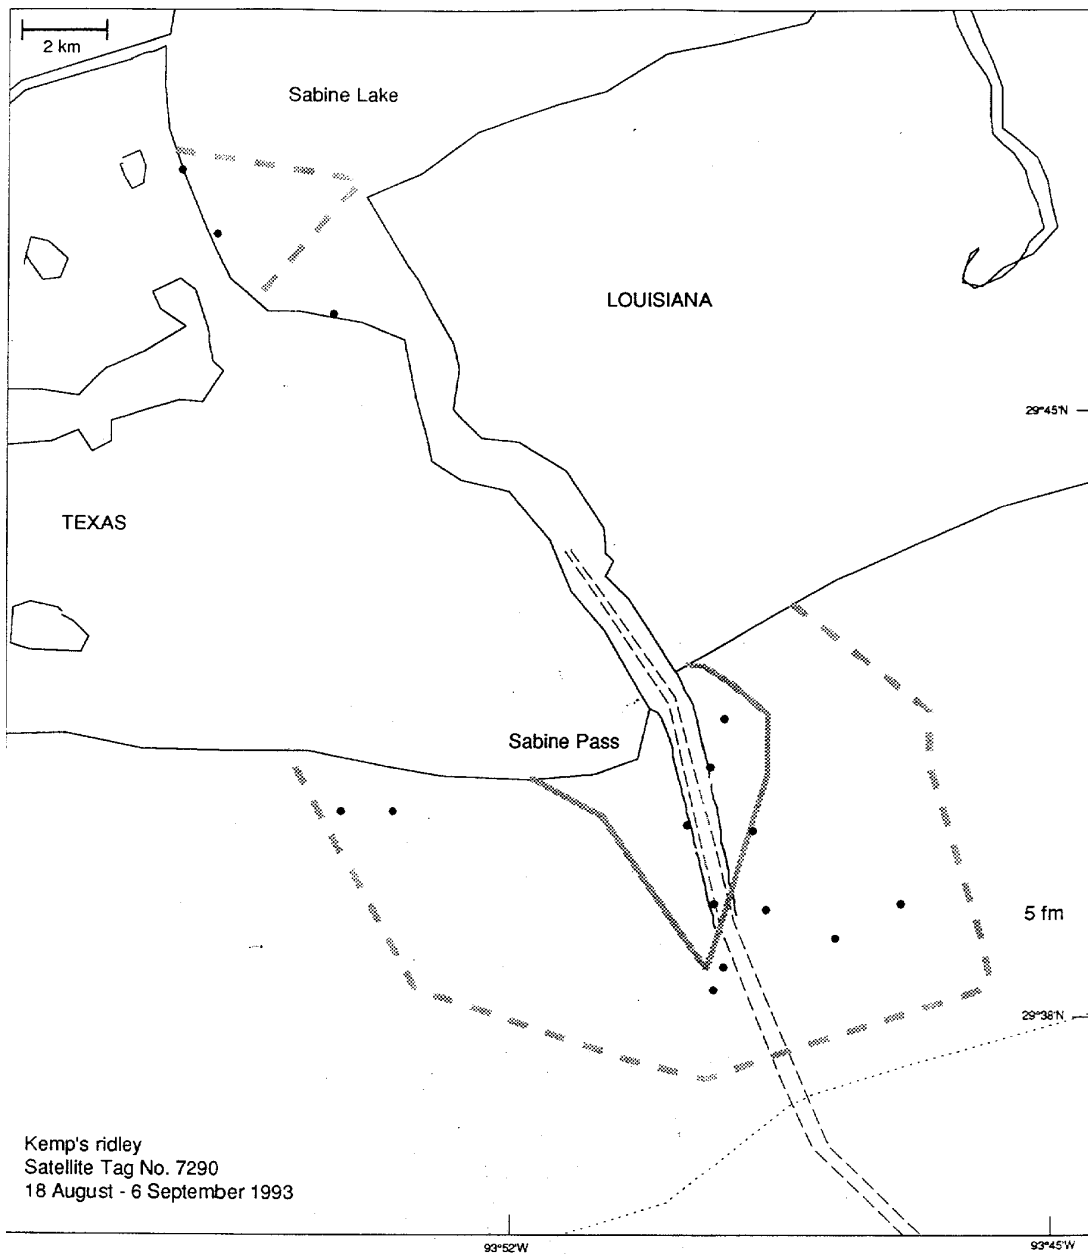 2 km
Sabine Lake
LOUISIANA
29°45'N
TEXAS
Sabine Pass
5 fm
29°38'N
Kemp's ridley
Satellite Tag No. 7290
18 August - 6 September 1993
93°52'W
93°45'W